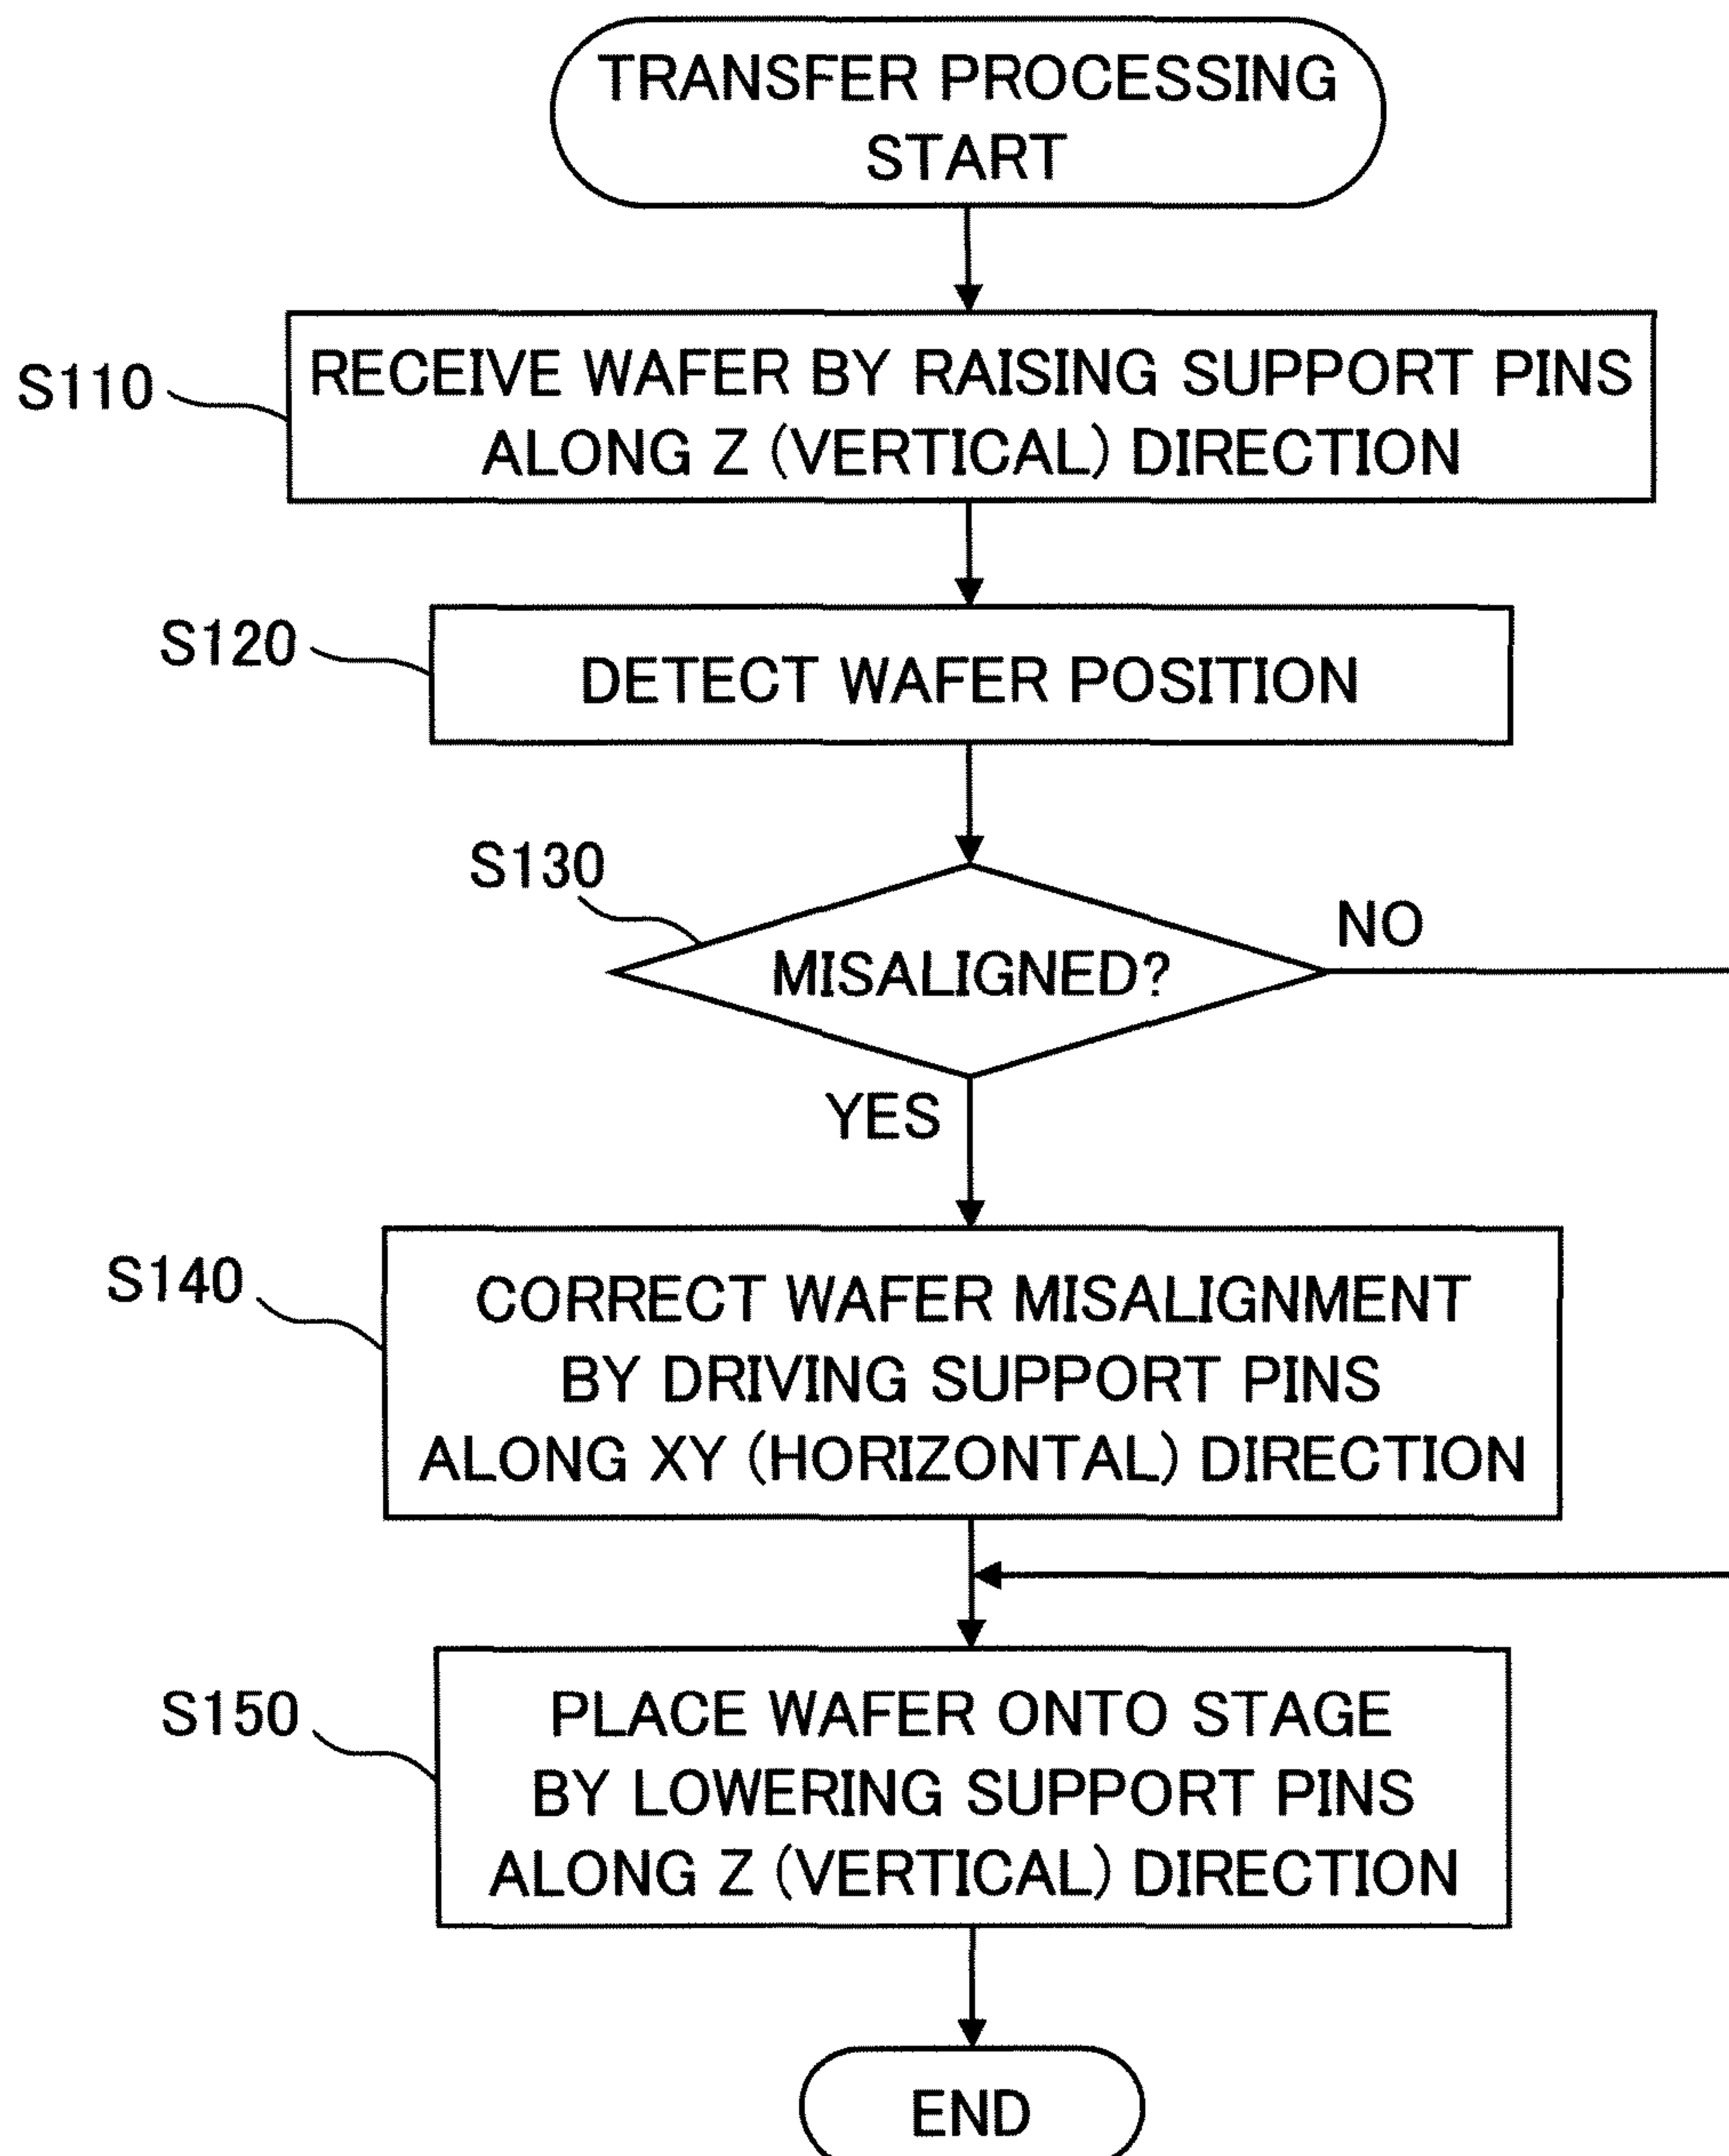 TRANSFER PROCESSING
START
S110
RECEIVE WAFER BY RAISING SUPPORT PINS
ALONG Z (VERTICAL) DIRECTION
S120
DETECT WAFER POSITION
S130
MISALIGNED?
NO
YES
S140
CORRECT WAFER MISALIGNMENT
BY DRIVING SUPPORT PINS
ALONG XY (HORIZONTAL) DIRECTION
S150
PLACE WAFER ONTO STAGE
BY LOWERING SUPPORT PINS
ALONG Z (VERTICAL) DIRECTION
END